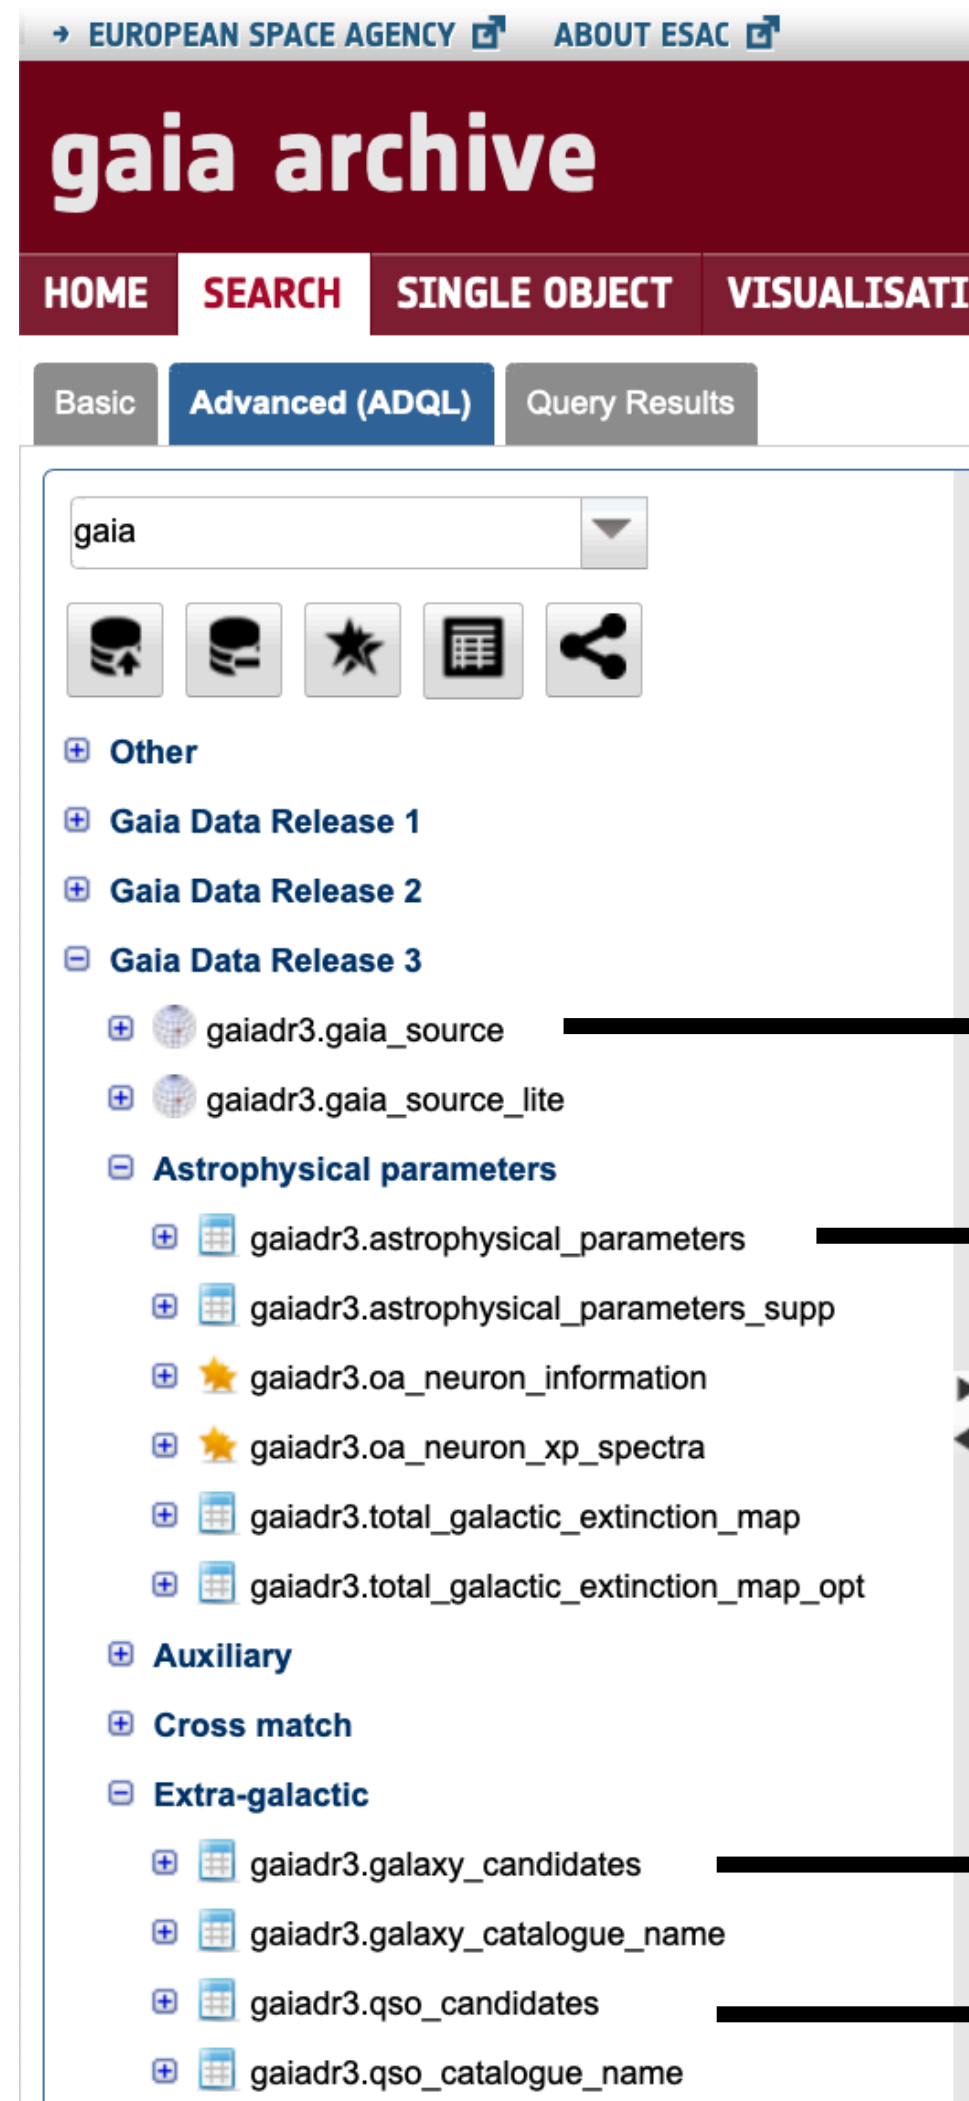 EUROPEAN SPACE AGENCY ABOUT ESAC
gaia archive
HOME SEARCH SINGLE OBJECT VISUALISATI
Basic Advanced (ADQL) Query Results
gaia
Other
Gaia Data Release 1
Gaia Data Release 2
Gaia Data Release 3
gaiadr3.gaia_source
gaiadr3.gaia_source_lite
Astrophysical parameters
gaiadr3.astrophysical_parameters
gaiadr3.astrophysical_parameters_supp
gaiadr3.oa_neuron_information
gaiadr3.oa_neuron_xp_spectra
gaiadr3.total_galactic_extinction_map
gaiadr3.total_galactic_extinction_map_opt
Auxiliary
Cross match
Extra-galactic
gaiadr3.galaxy_candidates
gaiadr3.galaxy_catalogue_name
gaiadr3.qso_candidates
gaiadr3.qso_catalogue_name